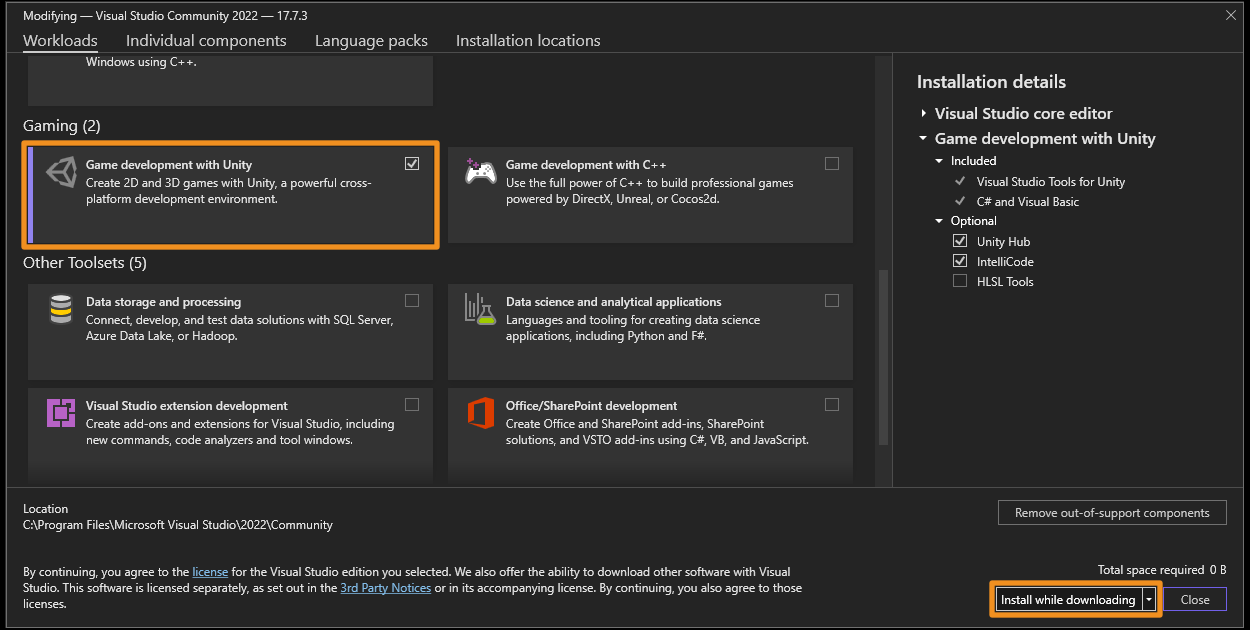 Modifying — Visual Studio Community 2022 — 17.7.3
Workloads Individual components Language packs Installation locations
Windows using C++.
Gaming (2)
Game development with Unity
Create 2D and 3D games with Unity, a powerful cross-
platform development environment.
Game development with C++
Use the full power of C++ to build professional games
powered by DirectX, Unreal, or Cocos2d.
Other Toolsets (5)
Data storage and processing
Connect, develop, and test data solutions with SQL Server,
Azure Data Lake, or Hadoop.
Data science and analytical applications
Languages and tooling for creating data science
applications, including Python and F#.
Visual Studio extension development
Create add-ons and extensions for Visual Studio, including
new commands, code analyzers and tool windows.
Office/SharePoint development
Create Office and SharePoint add-ins, SharePoint
solutions, and VSTO add-ins using C#, VB, and JavaScript.
Installation details
Visual Studio core editor
Game development with Unity
Included
Visual Studio Tools for Unity
C# and Visual Basic
Optional
Unity Hub
IntelliCode
HLSL Tools
Location
C:\Program Files\Microsoft Visual Studio\2022\Community
Remove out-of-support components
By continuing, you agree to the license for the Visual Studio edition you selected. We also offer the ability to download other software with Visual
Studio. This software is licensed separately, as set out in the 3rd Party Notices or in its accompanying license. By continuing, you also agree to those
licenses.
Total space required 0 B
Install while downloading
Close